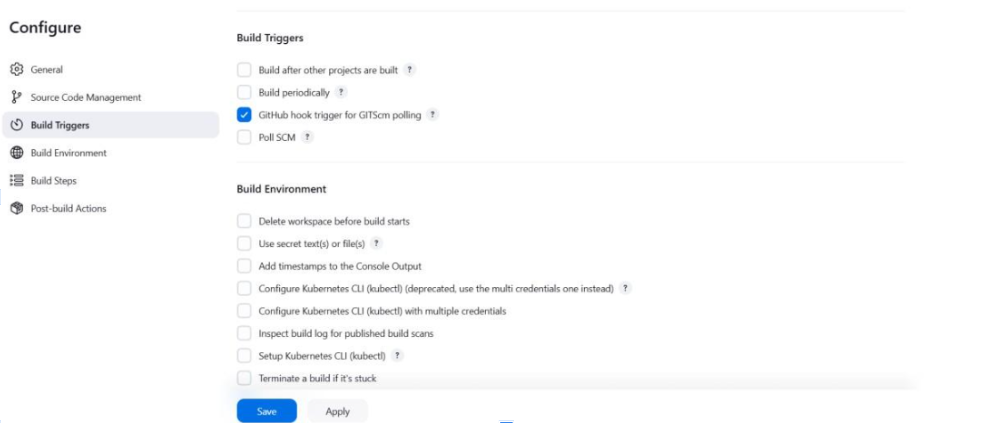 Configure
General
Source Code Management
Build Triggers
Build Environment
Build Steps
Post-build Actions
Build Triggers
Build after other projects are built ?
Build periodically ?
GitHub hook trigger for GITScm polling ?
Poll SCM ?
Build Environment
Delete workspace before build starts
Use secret text(s) or file(s) ?
Add timestamps to the Console Output
Configure Kubernetes CLI (kubectl) (deprecated, use the multi credentials one instead) ?
Configure Kubernetes CLI (kubectl) with multiple credentials
Inspect build log for published build scans
Setup Kubernetes CLI (kubectl) ?
Terminate a build if it's stuck
Save Apply